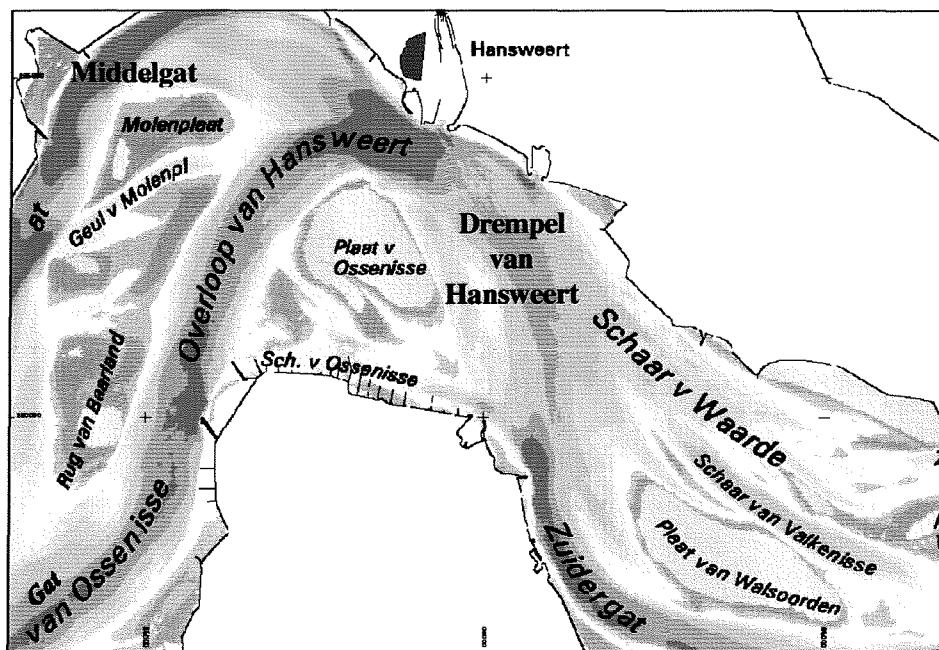 Hansweert
Middelgat
Molenplaat
Geul v Molenpl
at
Overloop van Hansweert
Plaat v
Ossenisse
Drempel
van
Hansweert
Schaar v Waarde
Sch. v Ossenisse
Rug van Baarland
Schaar van Valkenisse
Plaat van Walsoorden
Zuidergat
Gat
van Ossenisse